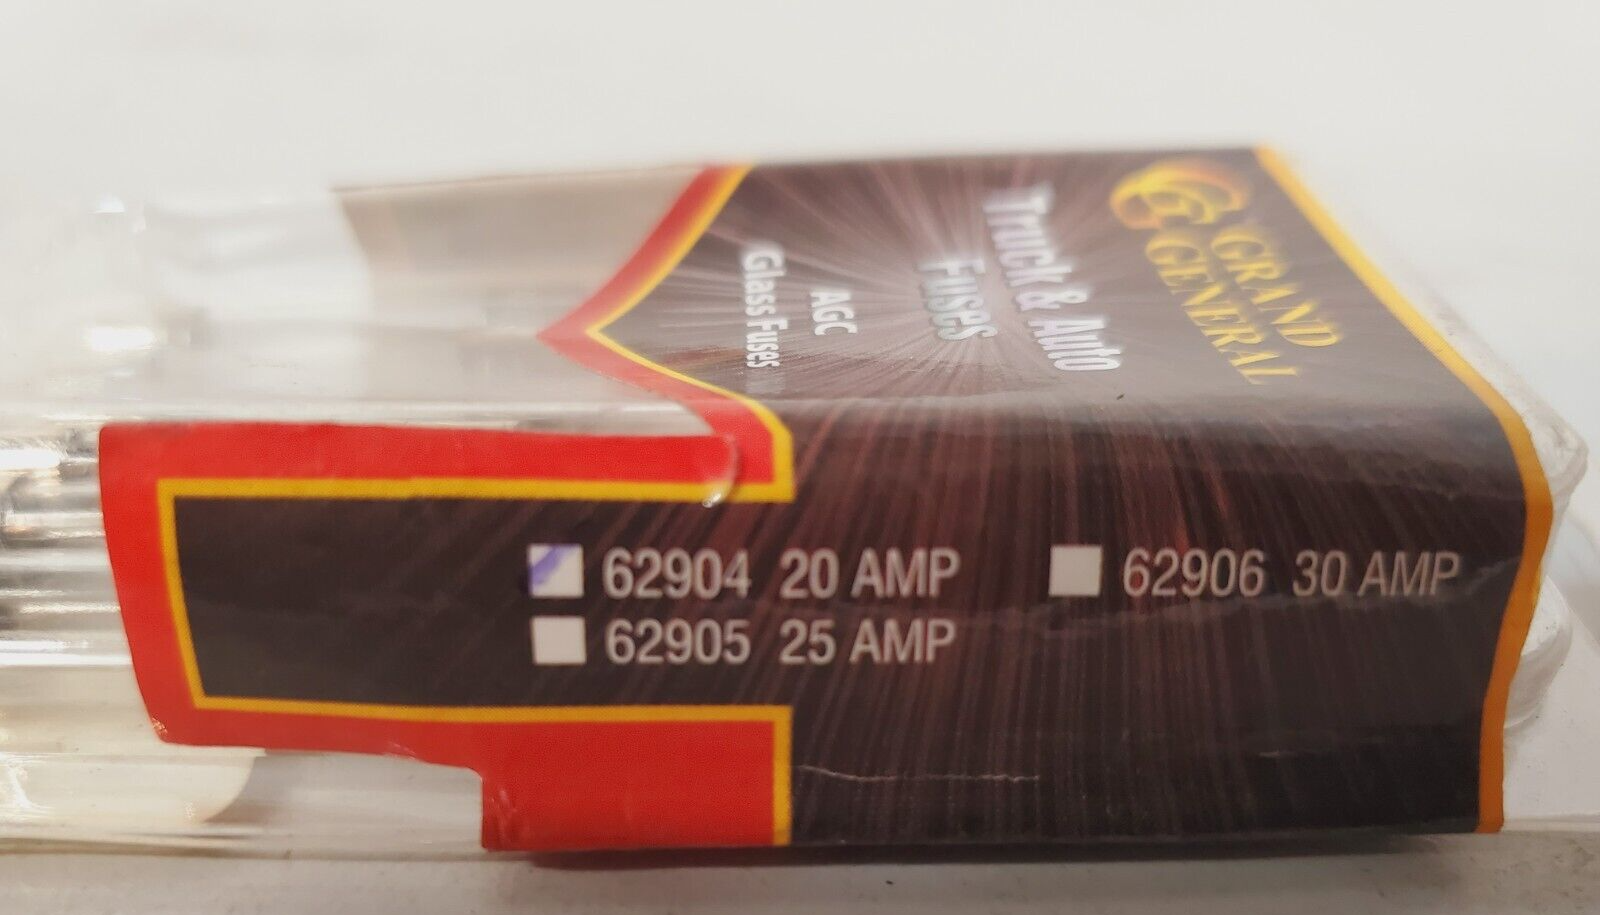 GRAND
GENERAL
Truck & Auto
Fuses
AGC
Glass Fuses
62904 20 AMP
62905 25 AMP
62906 30 AMP